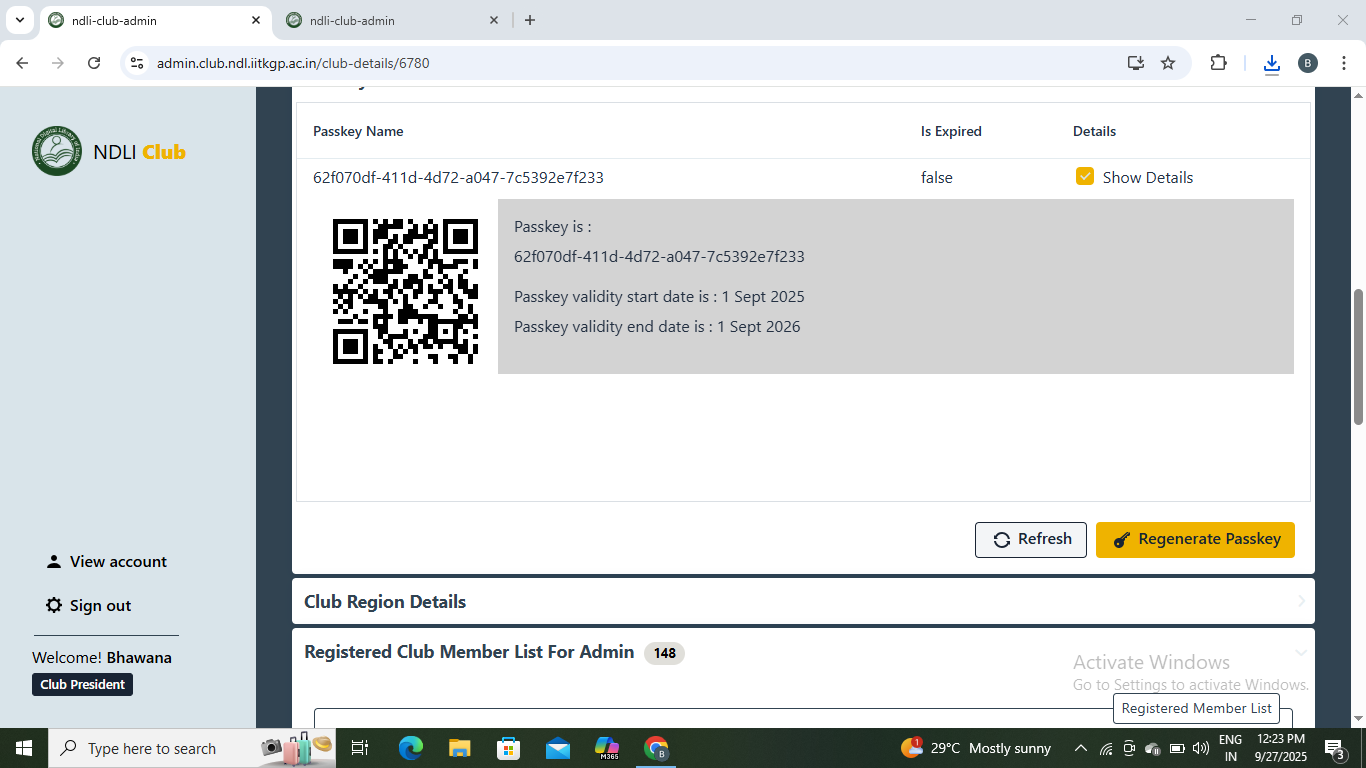 ndli-club-admin
ndli-club-admin
admin.club.ndl.iitkgp.ac.in/club-details/6780
B
NDLI Club
Passkey Name
Is Expired
Details
62f070df-411d-4d72-a047-7c5392e7f233
false
Show Details
Passkey is :
62f070df-411d-4d72-a047-7c5392e7f233
Passkey validity start date is : 1 Sept 2025
Passkey validity end date is : 1 Sept 2026
Refresh
Regenerate Passkey
Club Region Details
Registered Club Member List For Admin 148
View account
Sign out
Welcome! Bhawana
Club President
Activate Windows
Go to Settings to activate Windows.
Registered Member List
Type here to search
M365
B
1
29°C Mostly sunny
ENG
IN
12:23 PM
9/27/2025
3